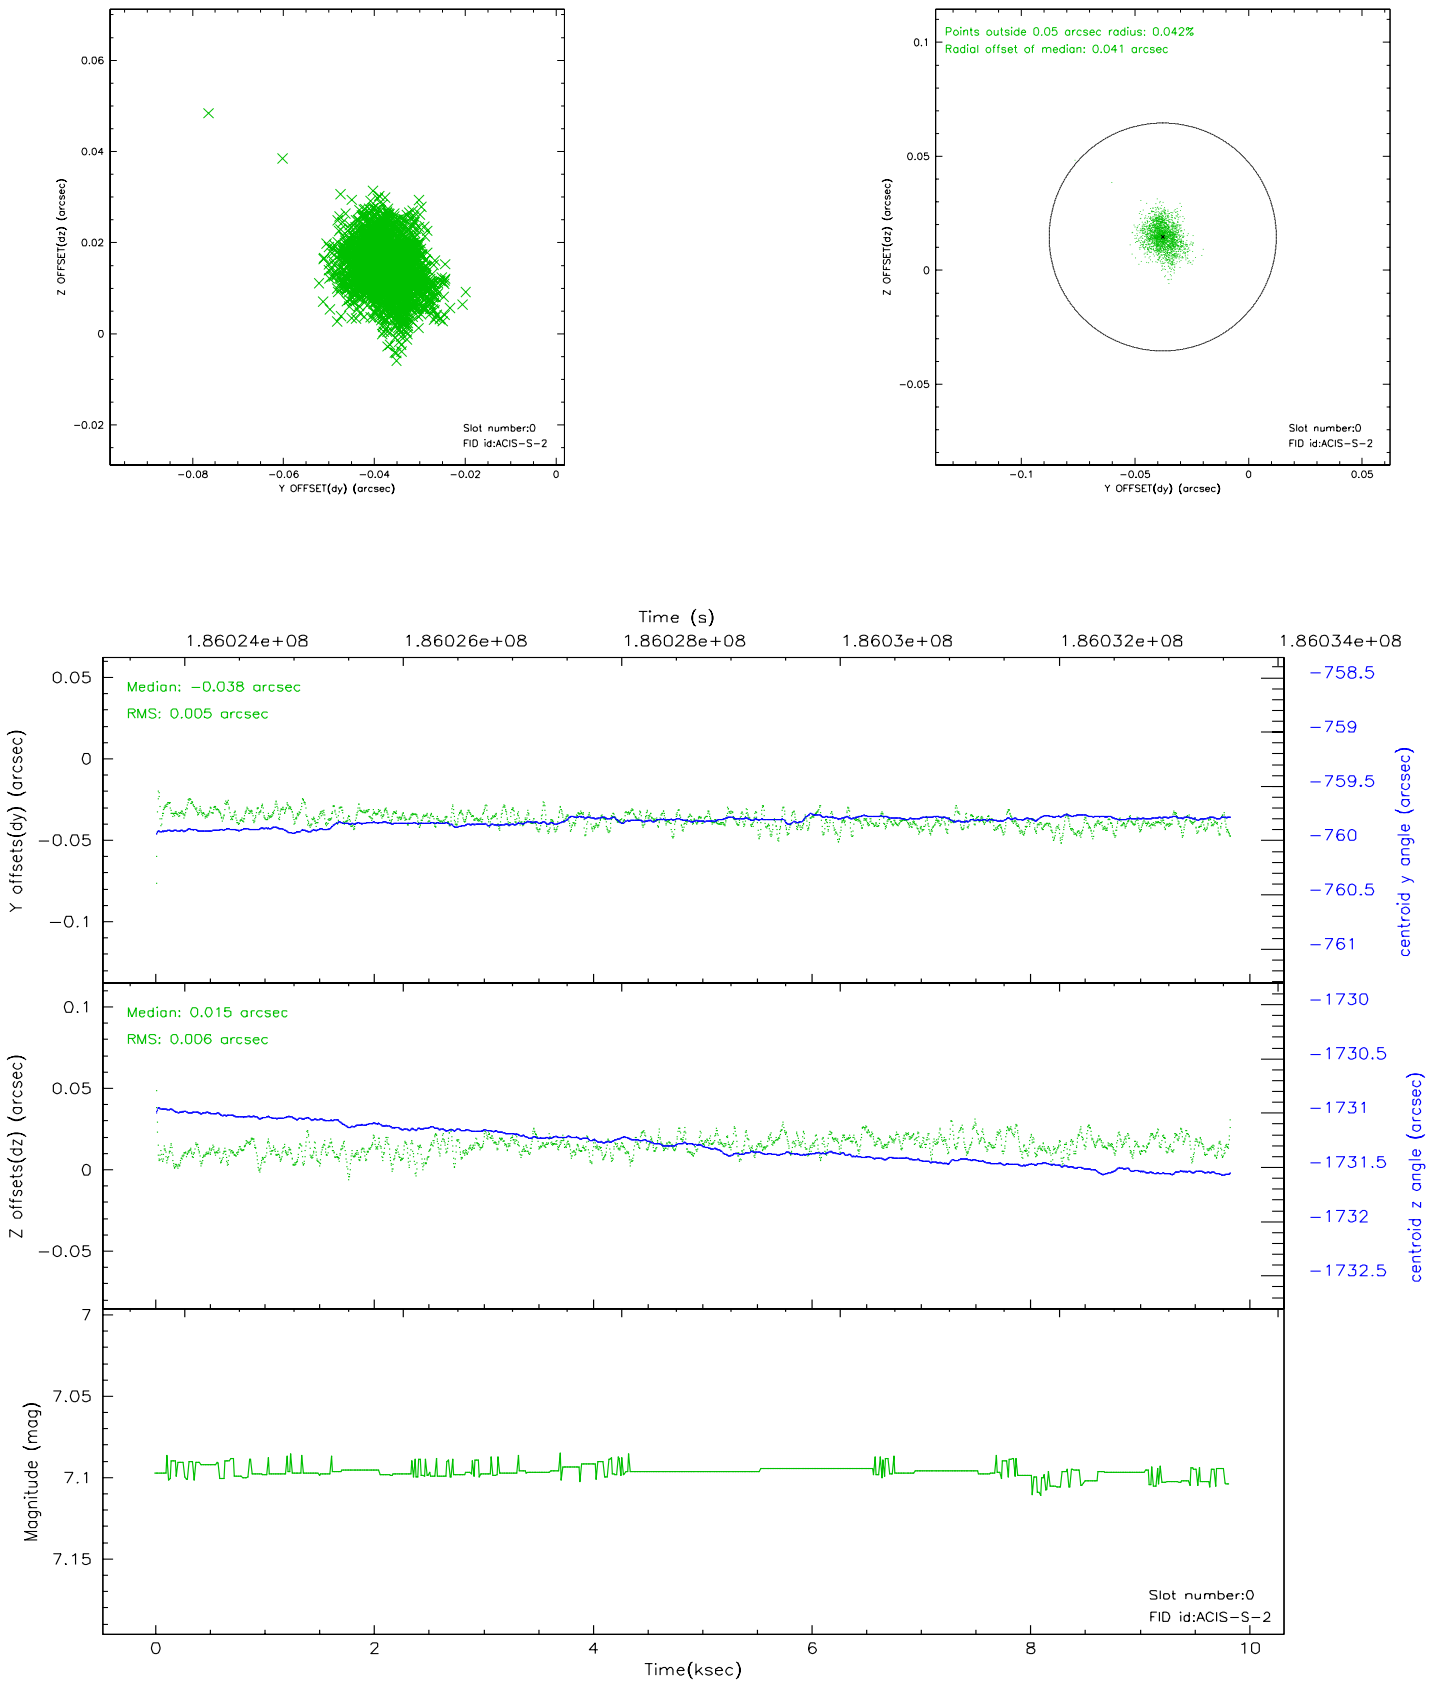 0.06
0.04
0.02
0
−0.02
Z OFFSET(dz) (arcsec)
Slot number:0
FID id:ACIS−S−2
−0.08 −0.06 −0.04 −0.02 0
Y OFFSET(dy) (arcsec)
Points outside 0.05 arcsec radius: 0.042%
Radial offset of median: 0.041 arcsec
0.1
0.05
0
−0.05
Z OFFSET(dz) (arcsec)
Slot number:0
FID id:ACIS−S−2
−0.1 −0.05 0 0.05
Y OFFSET(dy) (arcsec)
Time (s)
1.86024e+08 1.86026e+08 1.86028e+08 1.8603e+08 1.86032e+08 1.86034e+08
Median: −0.038 arcsec
RMS: 0.005 arcsec
0.05
0
−0.05
−0.1
Y offsets(dy) (arcsec)
−758.5
−759
−759.5
−760
−760.5
−761
centroid y angle (arcsec)
Median: 0.015 arcsec
RMS: 0.006 arcsec
0.1
0.05
0
−0.05
Z offsets(dz) (arcsec)
−1730
−1730.5
−1731
−1731.5
−1732
−1732.5
centroid z angle (arcsec)
7
7.05
7.1
7.15
Magnitude (mag)
Slot number:0
FID id:ACIS−S−2
0 2 4 6 8 10
Time(ksec)